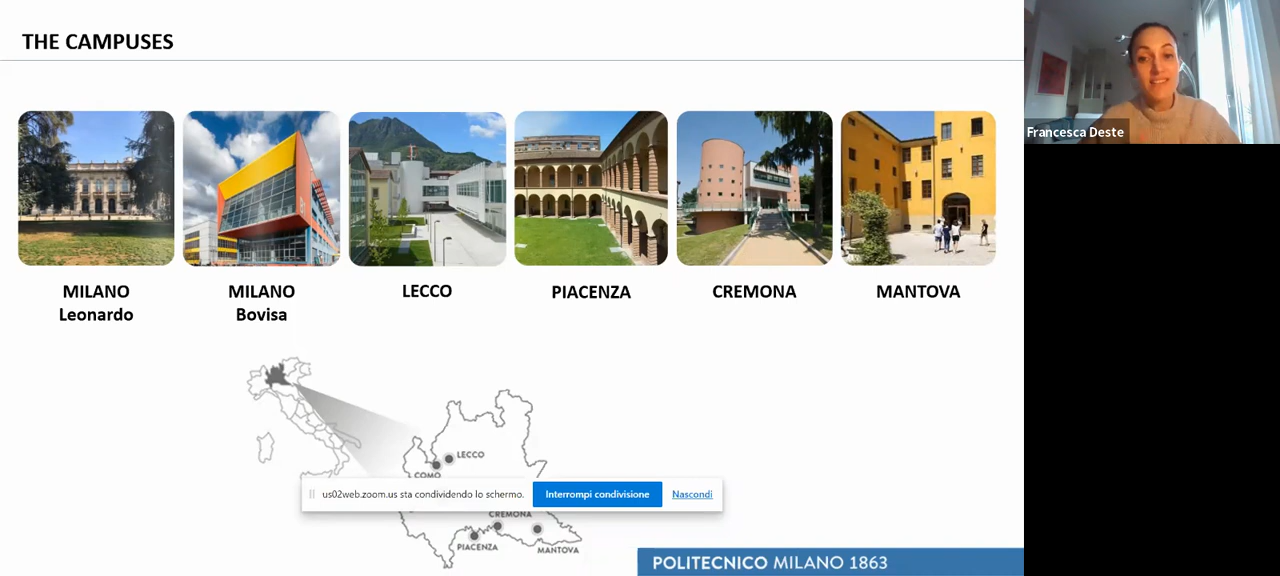 THE CAMPUSES
Francesca Deste
MILANO
Leonardo
MILANO
Bovisa
LECCO
PIACENZA
CREMONA
MANTOVA
LECCO
COMO
us02web.zoom.us sta condividendo lo schermo.
Interrompi condivisione
Nascondi
CREMONA
PIACENZA
MANTOVA
POLITECNICO MILANO 1863